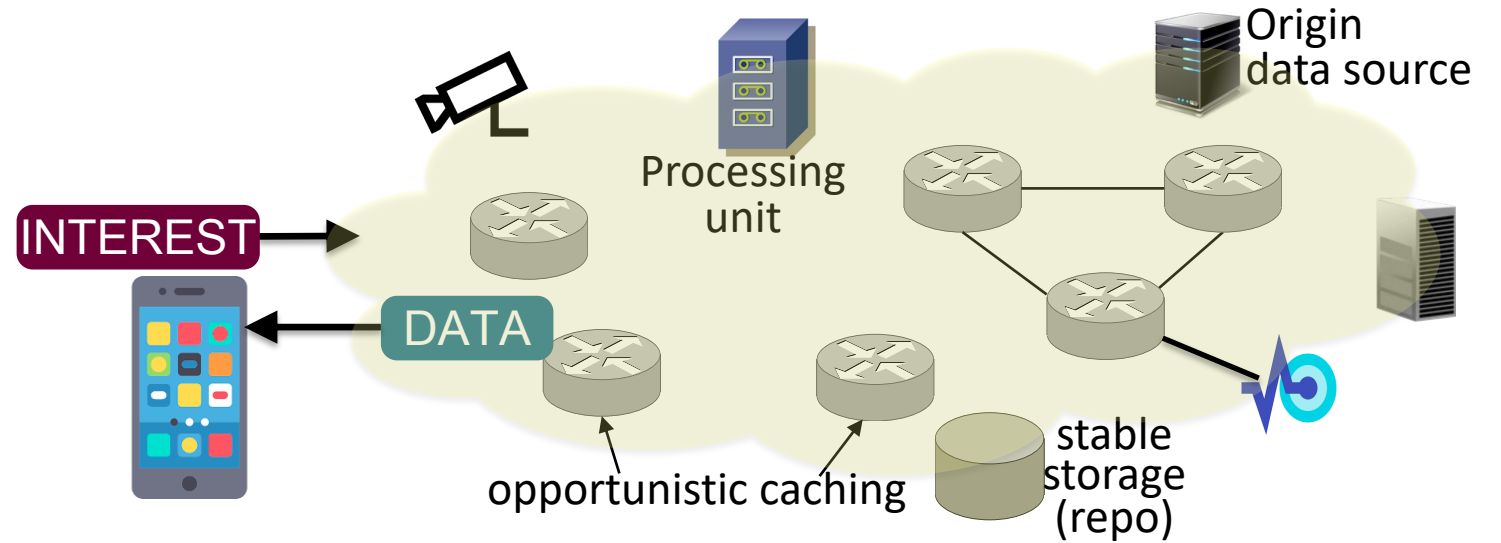 Origin
data source
Processing
unit
INTEREST
DATA
opportunistic caching
stable
storage
(repo)